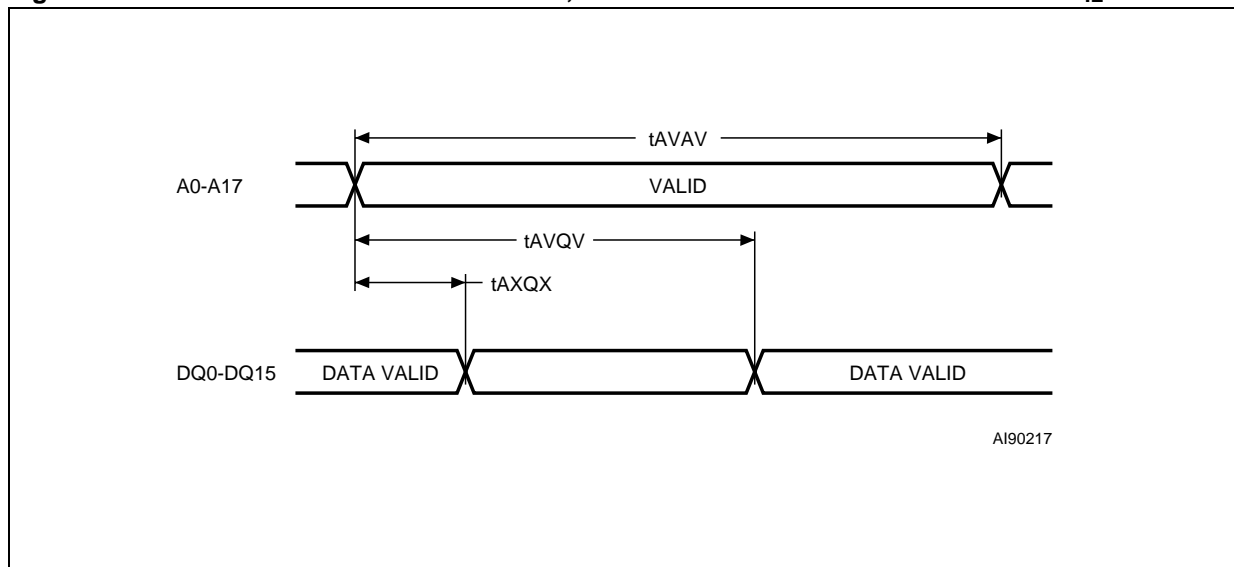 tAVAV
A0-A17 VALID
tAVQV
tAXQX
DQ0-DQ15 DATA VALID DATA VALID
AI90217